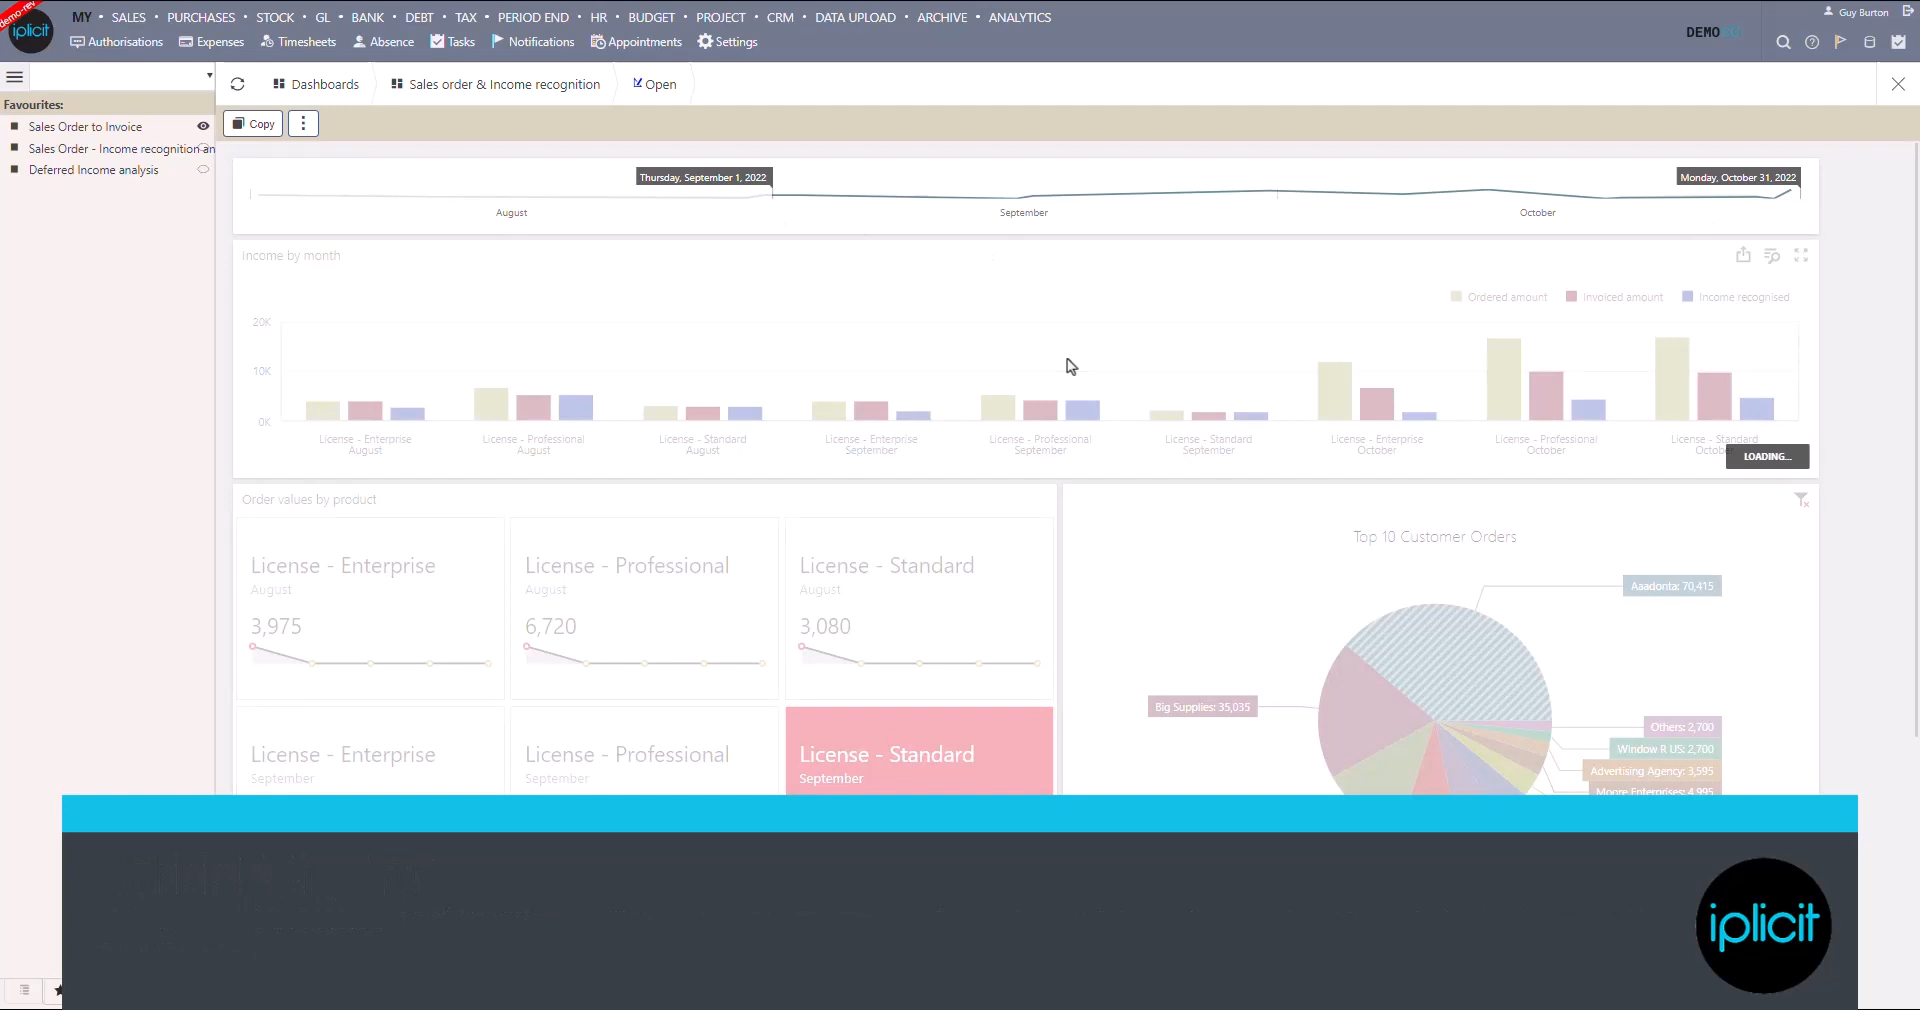 demo-rev
iplicit
MY • SALES • PURCHASES • STOCK • GL • BANK • DEBT • TAX • PERIOD END • HR • BUDGET • PROJECT • CRM • DATA UPLOAD • ARCHIVE • ANALYTICS
Guy Burton
Authorisations Expenses Timesheets Absence Tasks Notifications Appointments Settings
Dashboards Sales order & Income recognition Open
Favourites:
Sales Order to Invoice
Sales Order - Income recognition an
Deferred Income analysis
Copy
Thursday, September 1, 2022
Monday, October 31, 2022
August September October
Income by month
Ordered amount Invoiced amount Income recognised
20K
10K
0K
License - Enterprise August
License - Professional August
License - Standard August
License - Enterprise September
License - Professional September
License - Standard September
License - Enterprise October
License - Professional October
License - Standard October
LOADING...
Order values by product
License - Enterprise
August
3,975
License - Professional
August
6,720
License - Standard
August
3,080
License - Enterprise
September
License - Professional
September
License - Standard
September
Top 10 Customer Orders
Aaadonta: 70,415
Big Supplies: 35,035
Others: 2,700
Window R US: 2,700
Advertising Agency: 3,595
Moore Enterprises: 4,995
iplicit